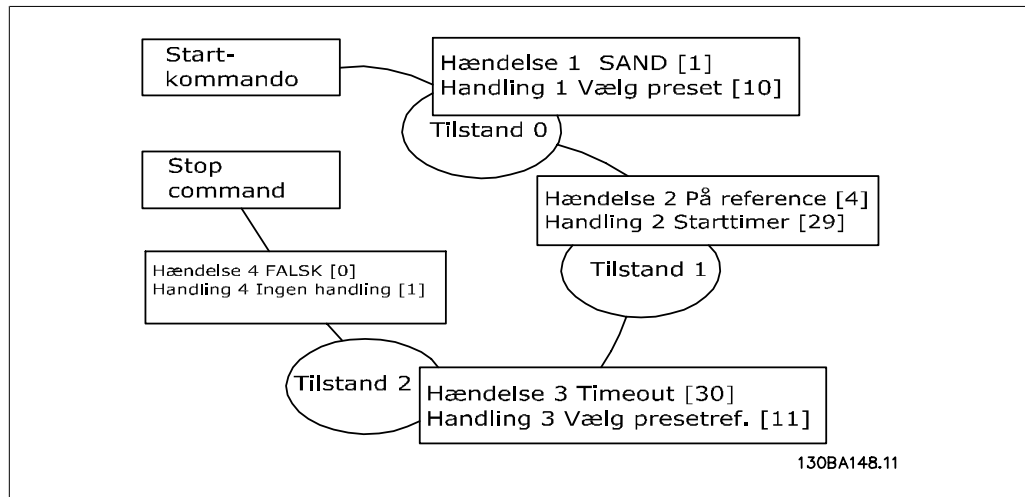 Start-
kommando
Hændelse 1 SAND [1]
Handling 1 Vælg preset [10]
Tilstand 0
Stop
command
Hændelse 2 På reference [4]
Handling 2 Starttimer [29]
Tilstand 1
Hændelse 4 FALSK [0]
Handling 4 Ingen handling [1]
Tilstand 2
Hændelse 3 Timeout [30]
Handling 3 Vælg presetref. [11]
130BA148.11